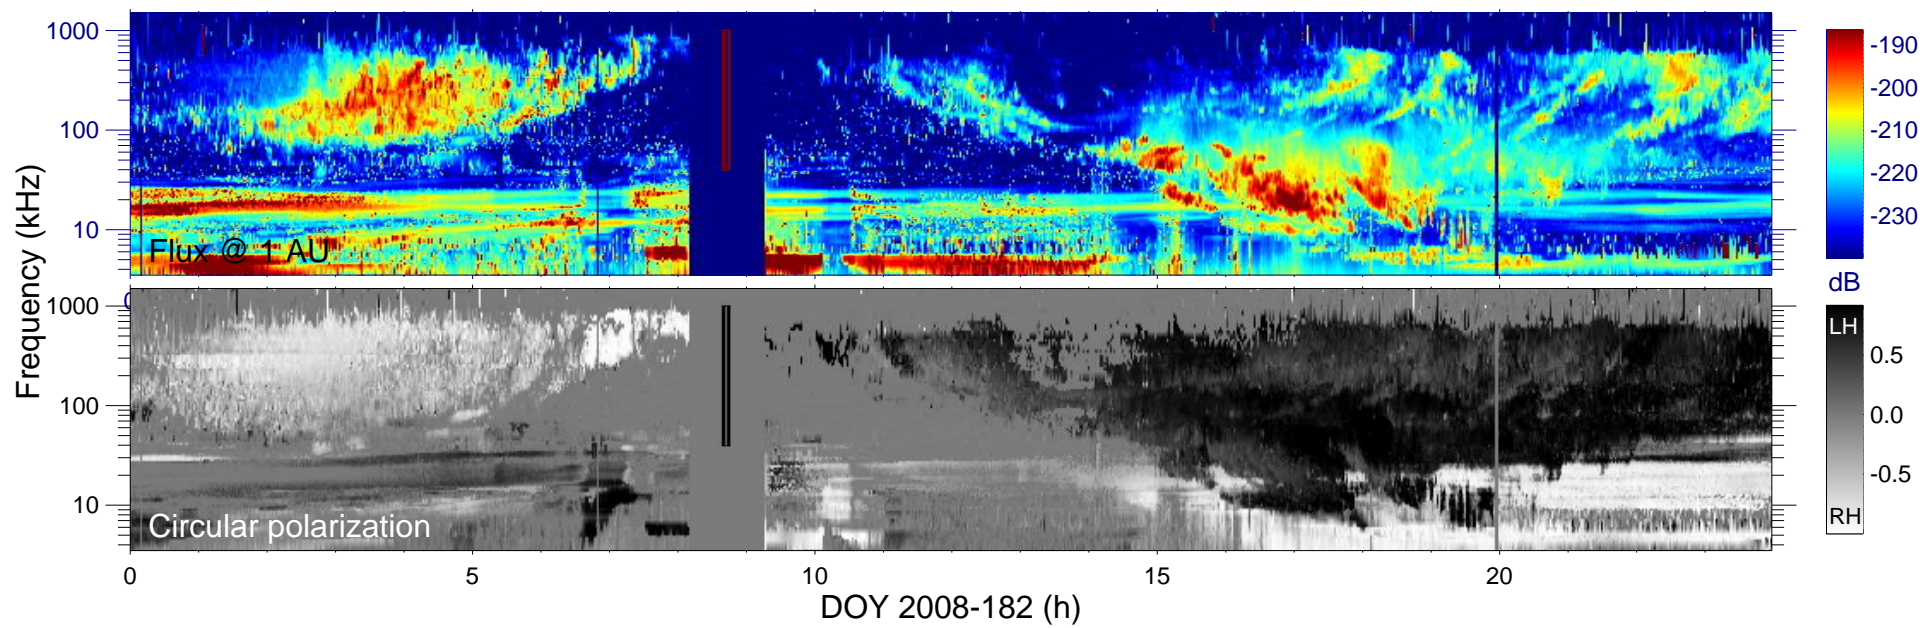 1000
100
10
Flux @ 1 AU
-190
-200
-210
-220
-230
dB
Frequency (kHz)
0
1000
100
10
Circular polarization
LH
0.5
0.0
-0.5
RH
0 5 10 15 20
DOY 2008-182 (h)